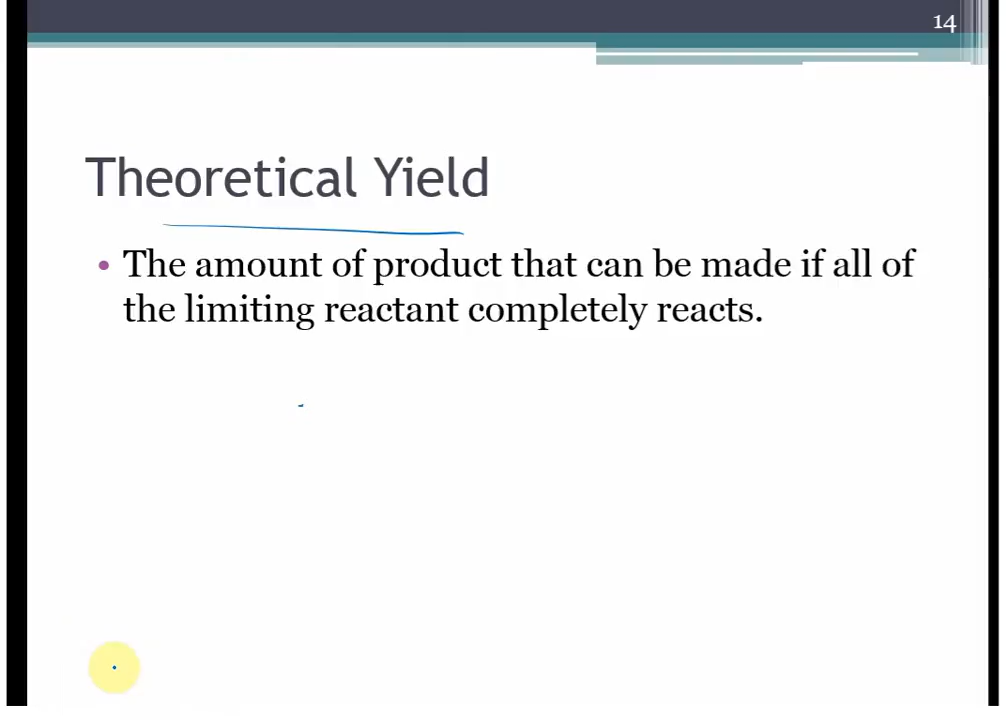 14
Theoretical Yield
• The amount of product that can be made if all of
the limiting reactant completely reacts.